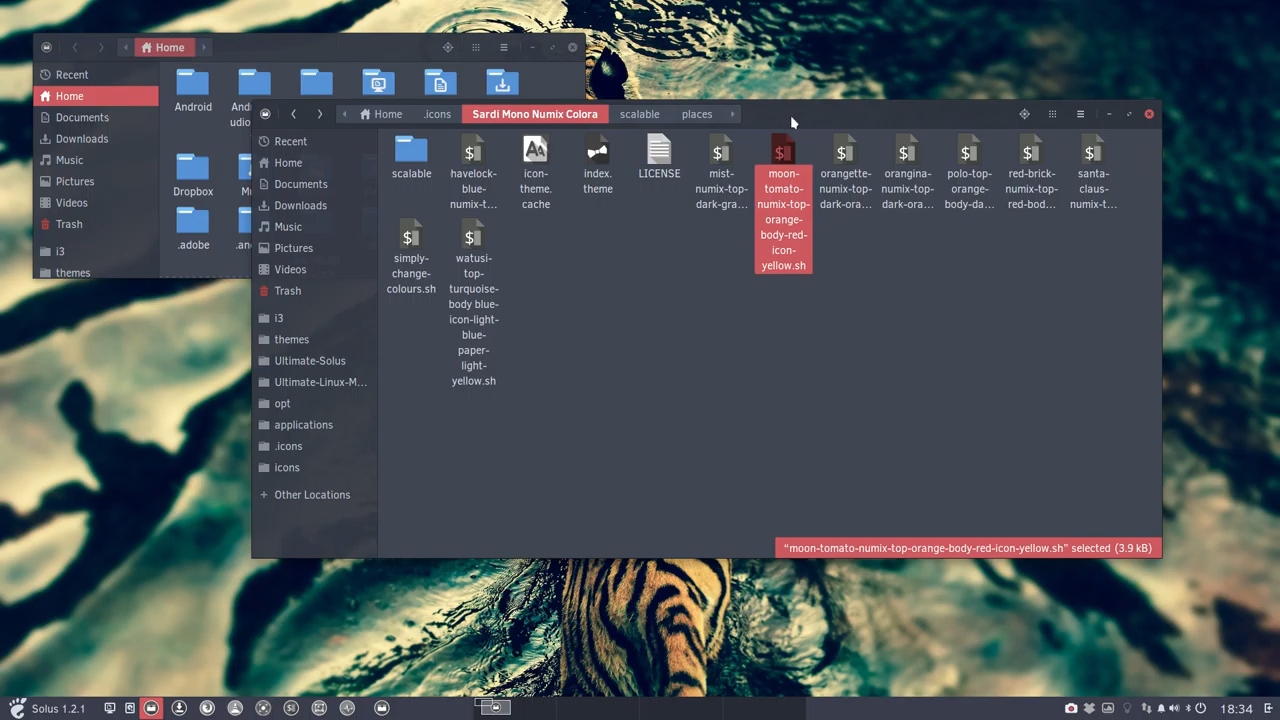 Home
Recent
Home
Documents
Downloads
Music
Pictures
Videos
Trash
i3
themes
Android
Dropbox
.adobe
Home
.icons
Sardi Mono Numix Colora
scalable
places
Recent
Home
Documents
Downloads
Music
Pictures
Videos
Trash
i3
themes
Ultimate-Solus
Ultimate-Linux-M...
opt
applications
.icons
icons
Other Locations
scalable
havelock-
blue-
numix-t...
icon-
theme.
cache
index.
theme
LICENSE
mist-
numix-top-
dark-gra...
moon-
tomato-
numix-top-
orange-
body-red-
icon-
yellow.sh
orangette-
numix-top-
dark-ora...
orangina-
numix-top-
dark-ora...
polo-top-
orange-
body-da...
red-brick-
numix-top-
red-bod...
santa-
claus-
numix-t...
simply-
change-
colours.sh
watusi-
top-
turquoise-
body blue-
icon-light-
blue-
paper-
light-
yellow.sh
“moon-tomato-numix-top-orange-body-red-icon-yellow.sh” selected (3.9 kB)
Solus 1.2.1
18:34